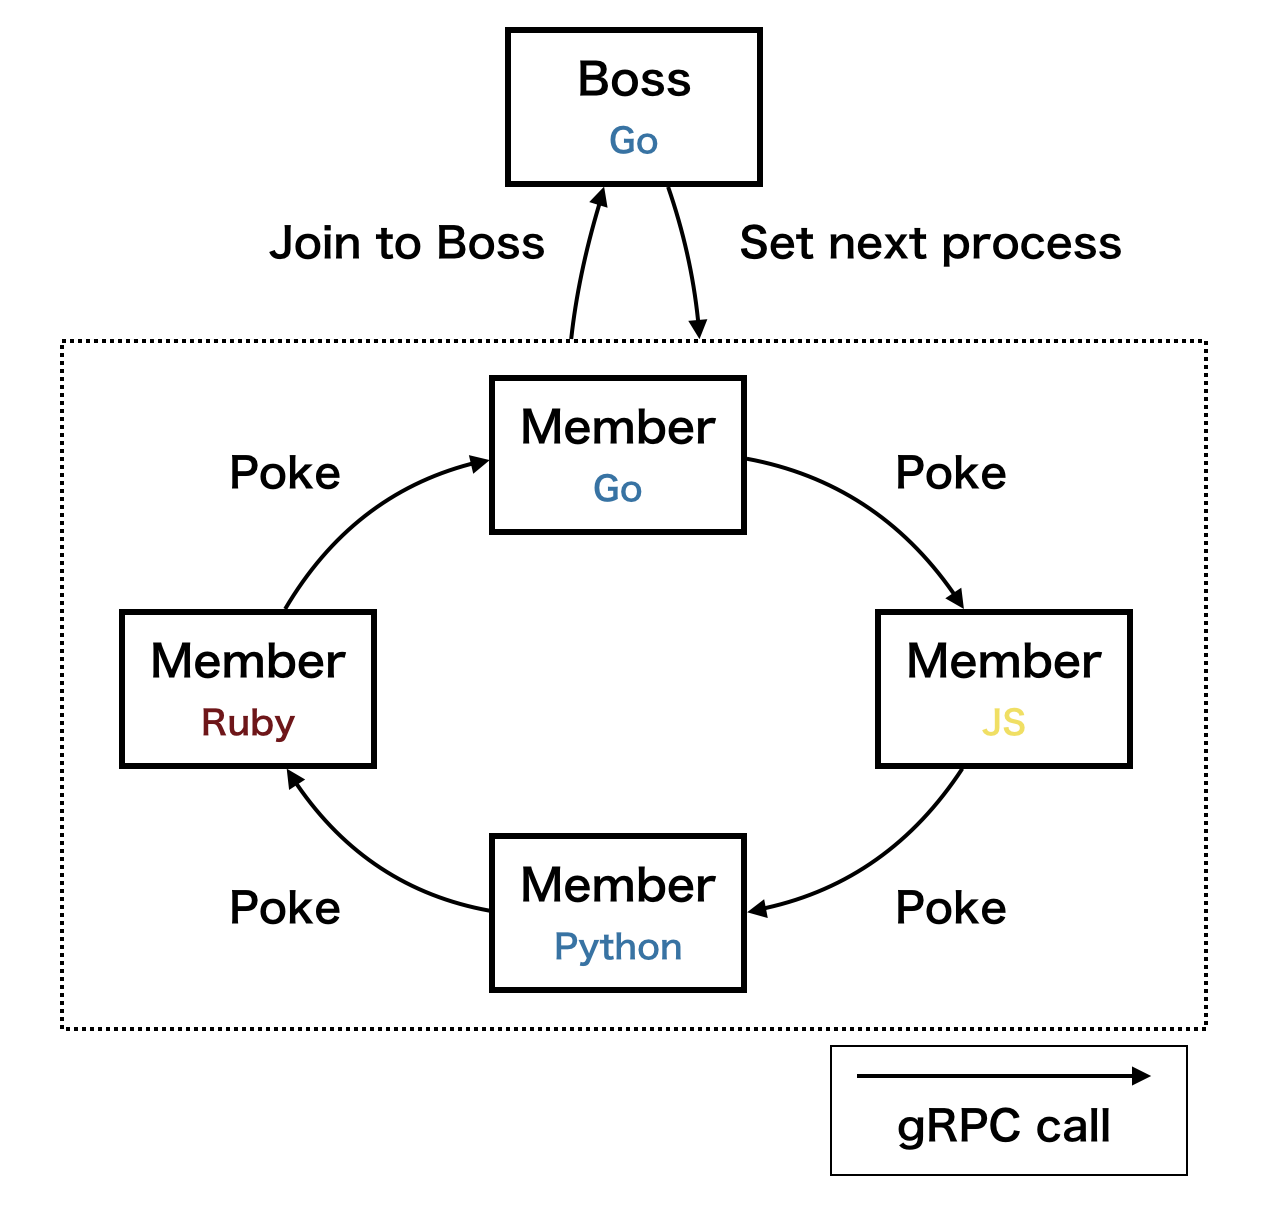 Boss
Go
Join to Boss
Set next process
Member
Go
Poke
Poke
Member
Ruby
Member
JS
Member
Python
Poke
Poke
gRPC call